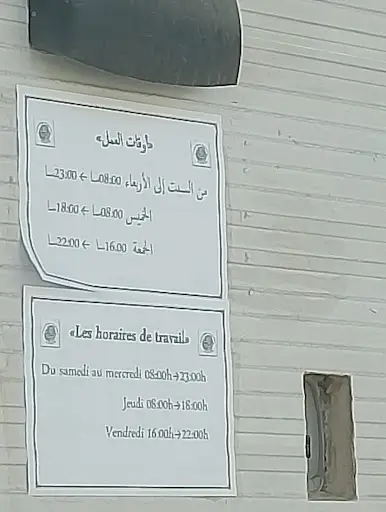 «أوقات العمل»
من السبت إلى الأربعاء 08:00سا ← 23:00سا
الخميس 08:00سا ← 18:00سا
الجمعة 16:00سا ← 22:00سا
«Les horaires de travail»
Du samedi au mercredi 08:00h→23:00h
Jeudi 08:00h→18:00h
Vendredi 16:00h→22:00h